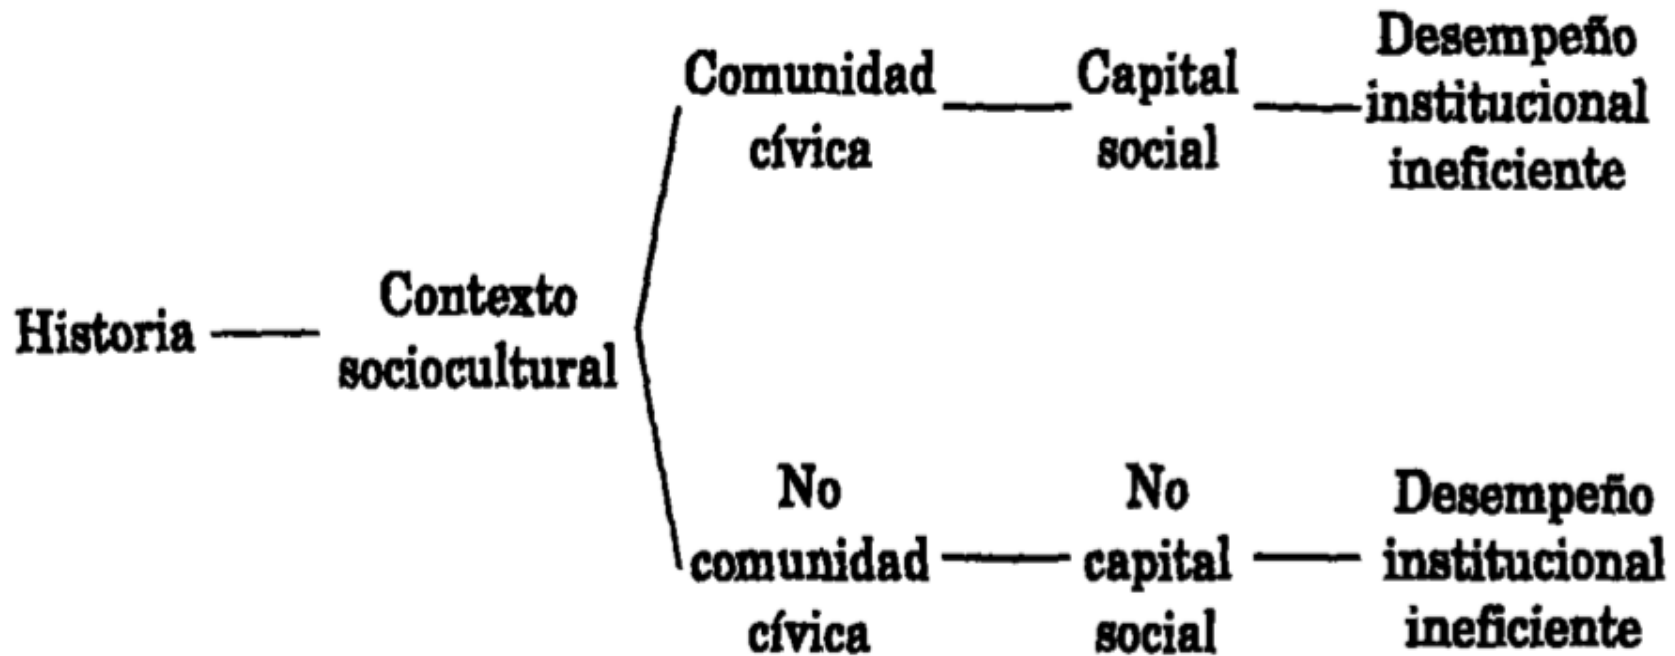 Comunidad
cívica
Capital
social
Desempeño
institucional
ineficiente
Historia
Contexto
sociocultural
No
comunidad
cívica
No
capital
social
Desempeño
institucional
ineficiente